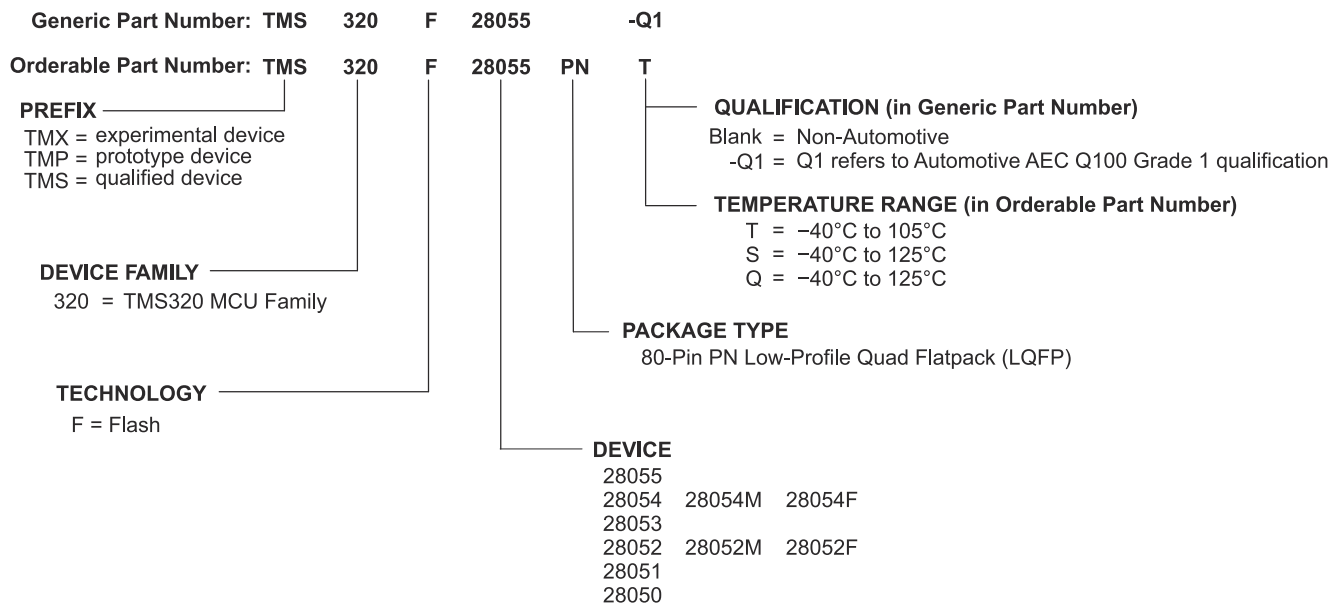 Generic Part Number: TMS 320 F 28055 -Q1
Orderable Part Number: TMS 320 F 28055 PN T
PREFIX
TMX = experimental device
TMP = prototype device
TMS = qualified device
QUALIFICATION (in Generic Part Number)
Blank = Non-Automotive
-Q1 = Q1 refers to Automotive AEC Q100 Grade 1 qualification
TEMPERATURE RANGE (in Orderable Part Number)
T = −40°C to 105°C
S = −40°C to 125°C
Q = −40°C to 125°C
DEVICE FAMILY
320 = TMS320 MCU Family
PACKAGE TYPE
80-Pin PN Low-Profile Quad Flatpack (LQFP)
TECHNOLOGY
F = Flash
DEVICE
28055
28054 28054M 28054F
28053
28052 28052M 28052F
28051
28050